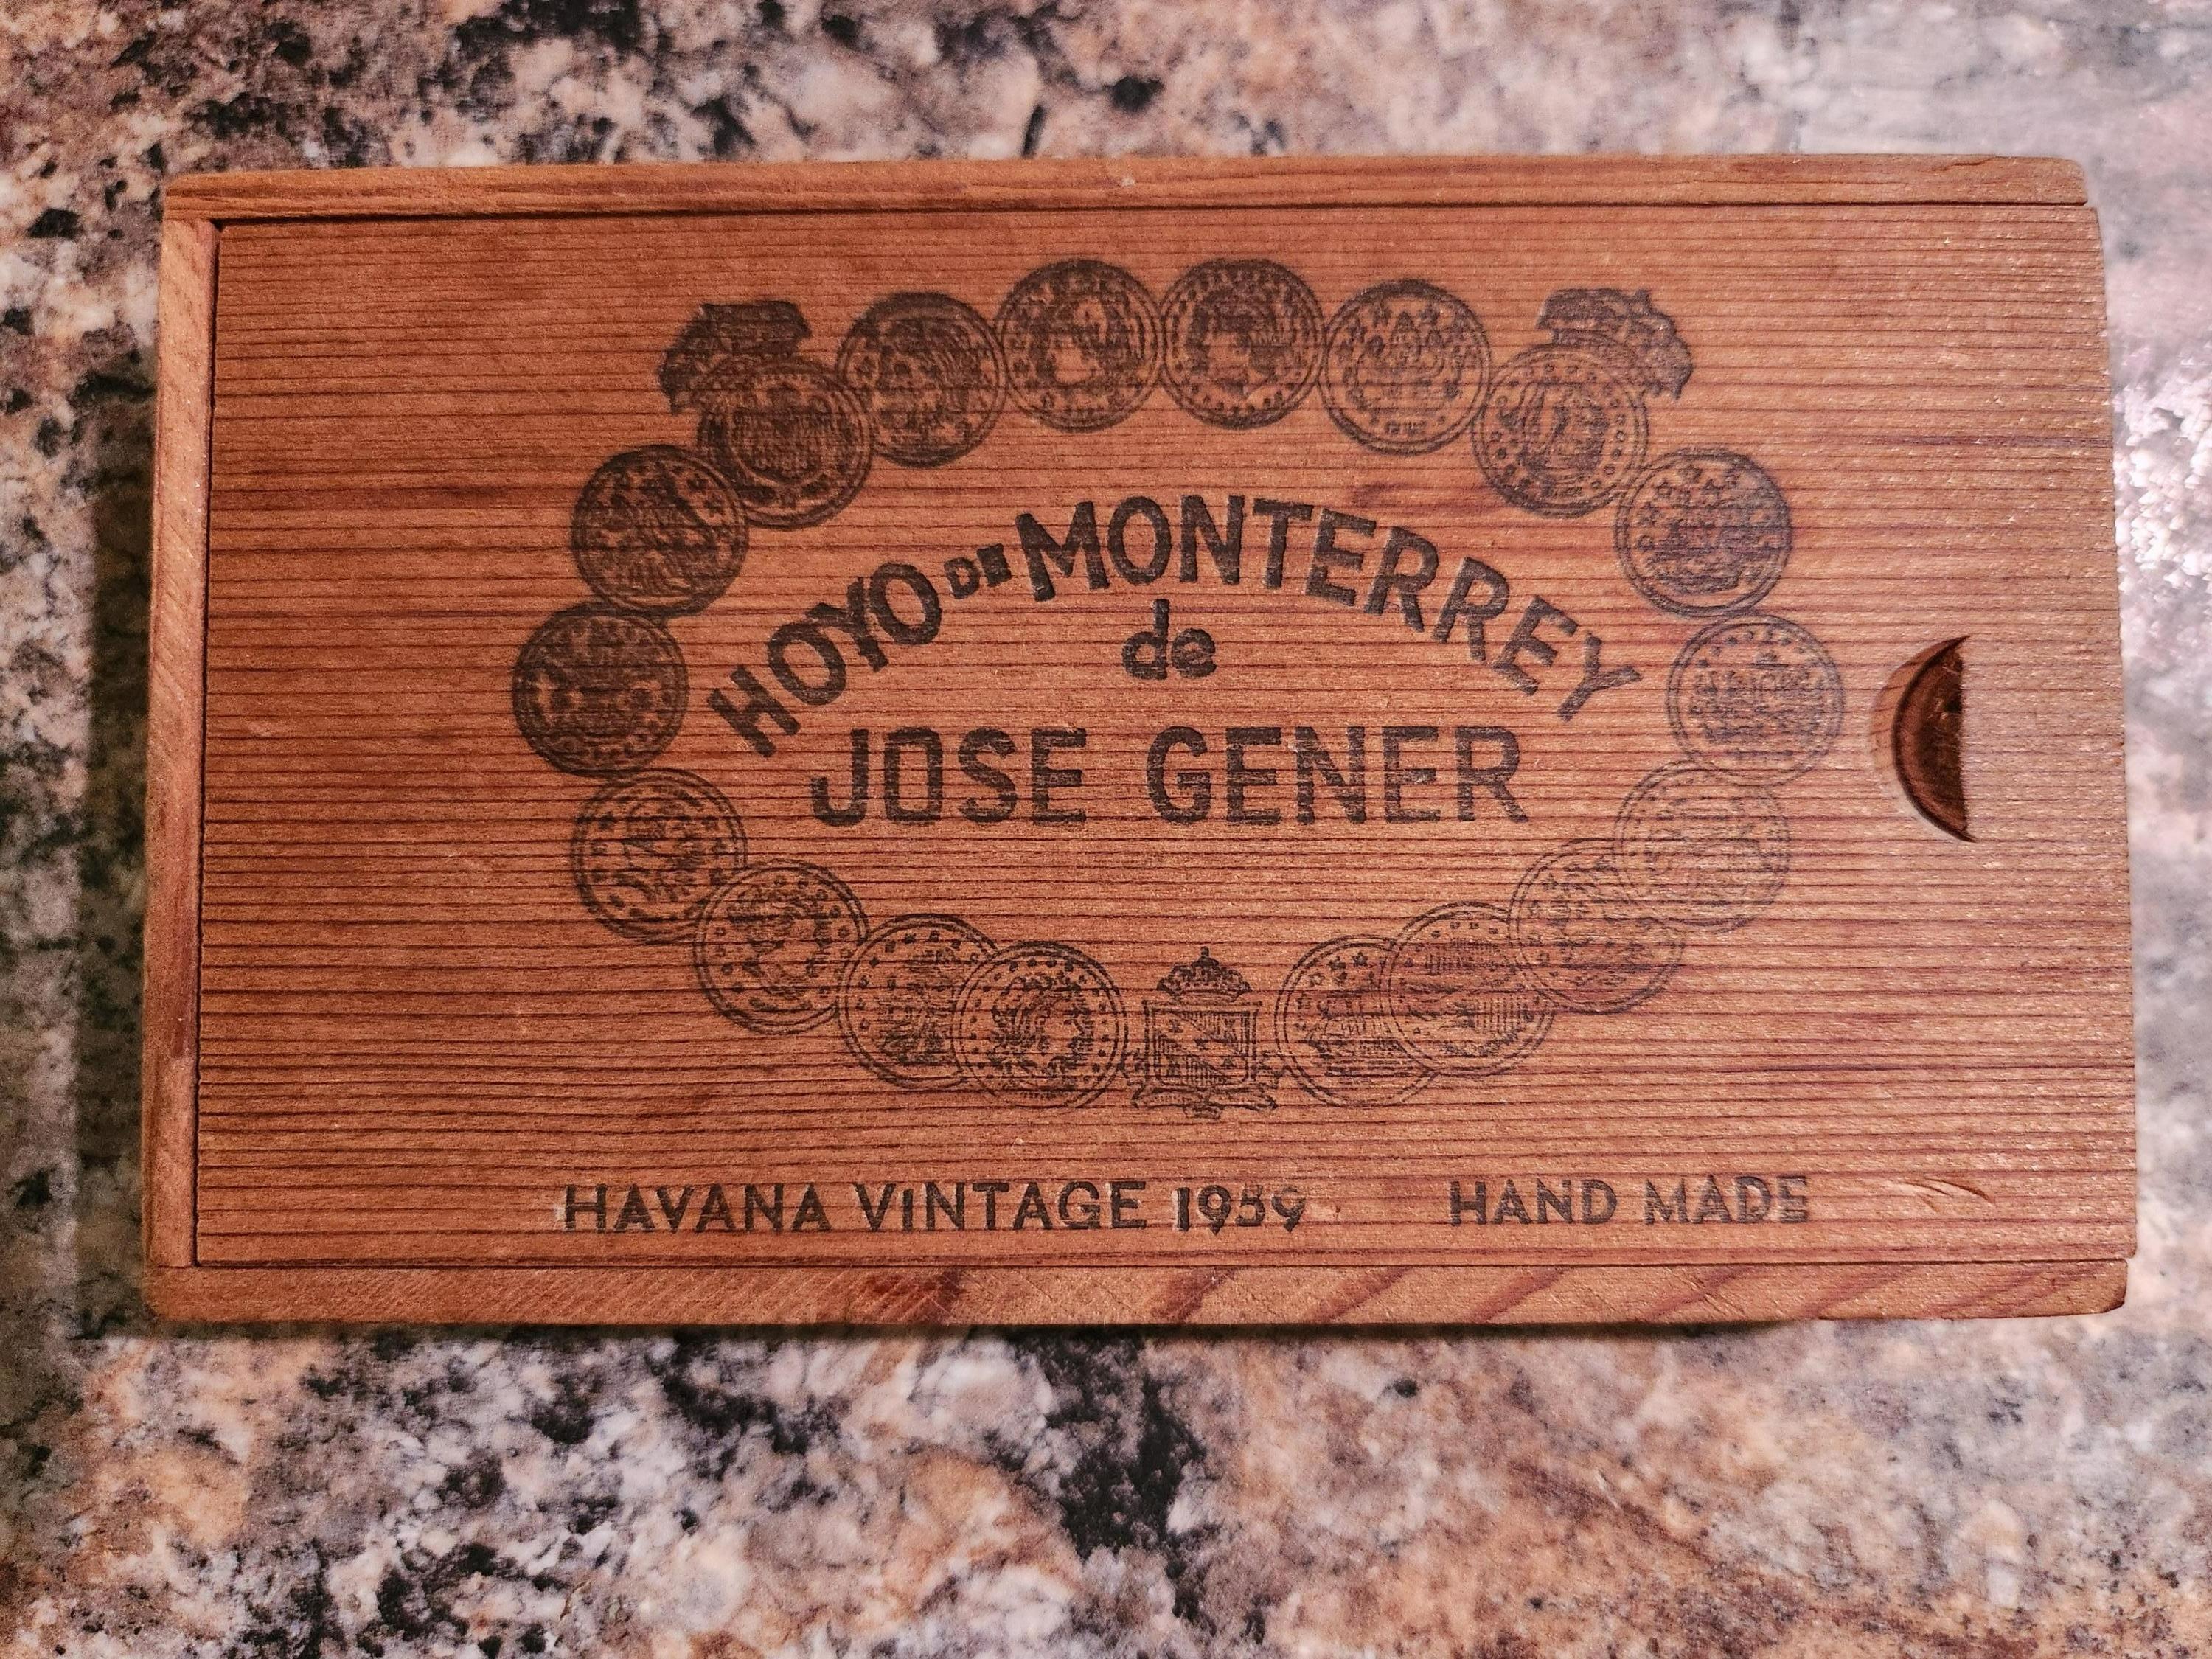 HOYO DE MONTERREY
de
JOSE GENER
HAVANA VINTAGE 1959 HAND MADE